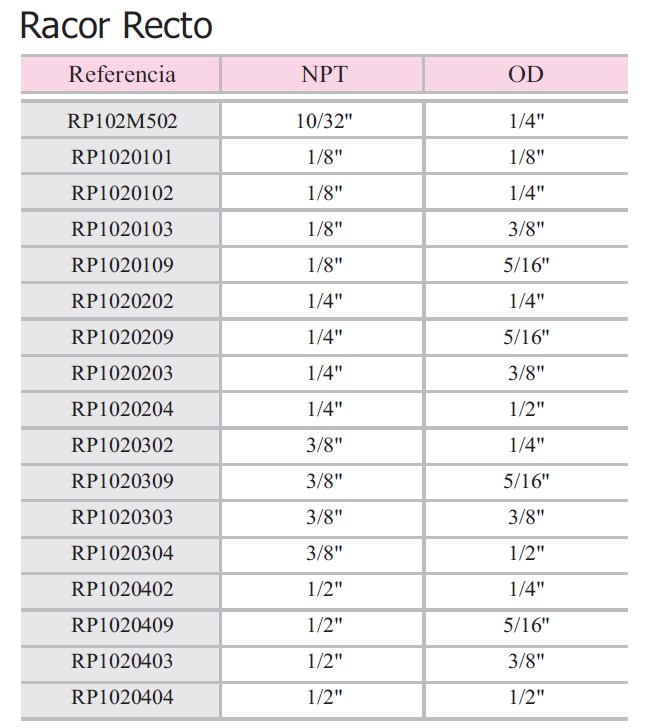 Racor Recto
Referencia NPT OD
RP102M502 10/32" 1/4"
RP1020101 1/8" 1/8"
RP1020102 1/8" 1/4"
RP1020103 1/8" 3/8"
RP1020109 1/8" 5/16"
RP1020202 1/4" 1/4"
RP1020209 1/4" 5/16"
RP1020203 1/4" 3/8"
RP1020204 1/4" 1/2"
RP1020302 3/8" 1/4"
RP1020309 3/8" 5/16"
RP1020303 3/8" 3/8"
RP1020304 3/8" 1/2"
RP1020402 1/2" 1/4"
RP1020409 1/2" 5/16"
RP1020403 1/2" 3/8"
RP1020404 1/2" 1/2"